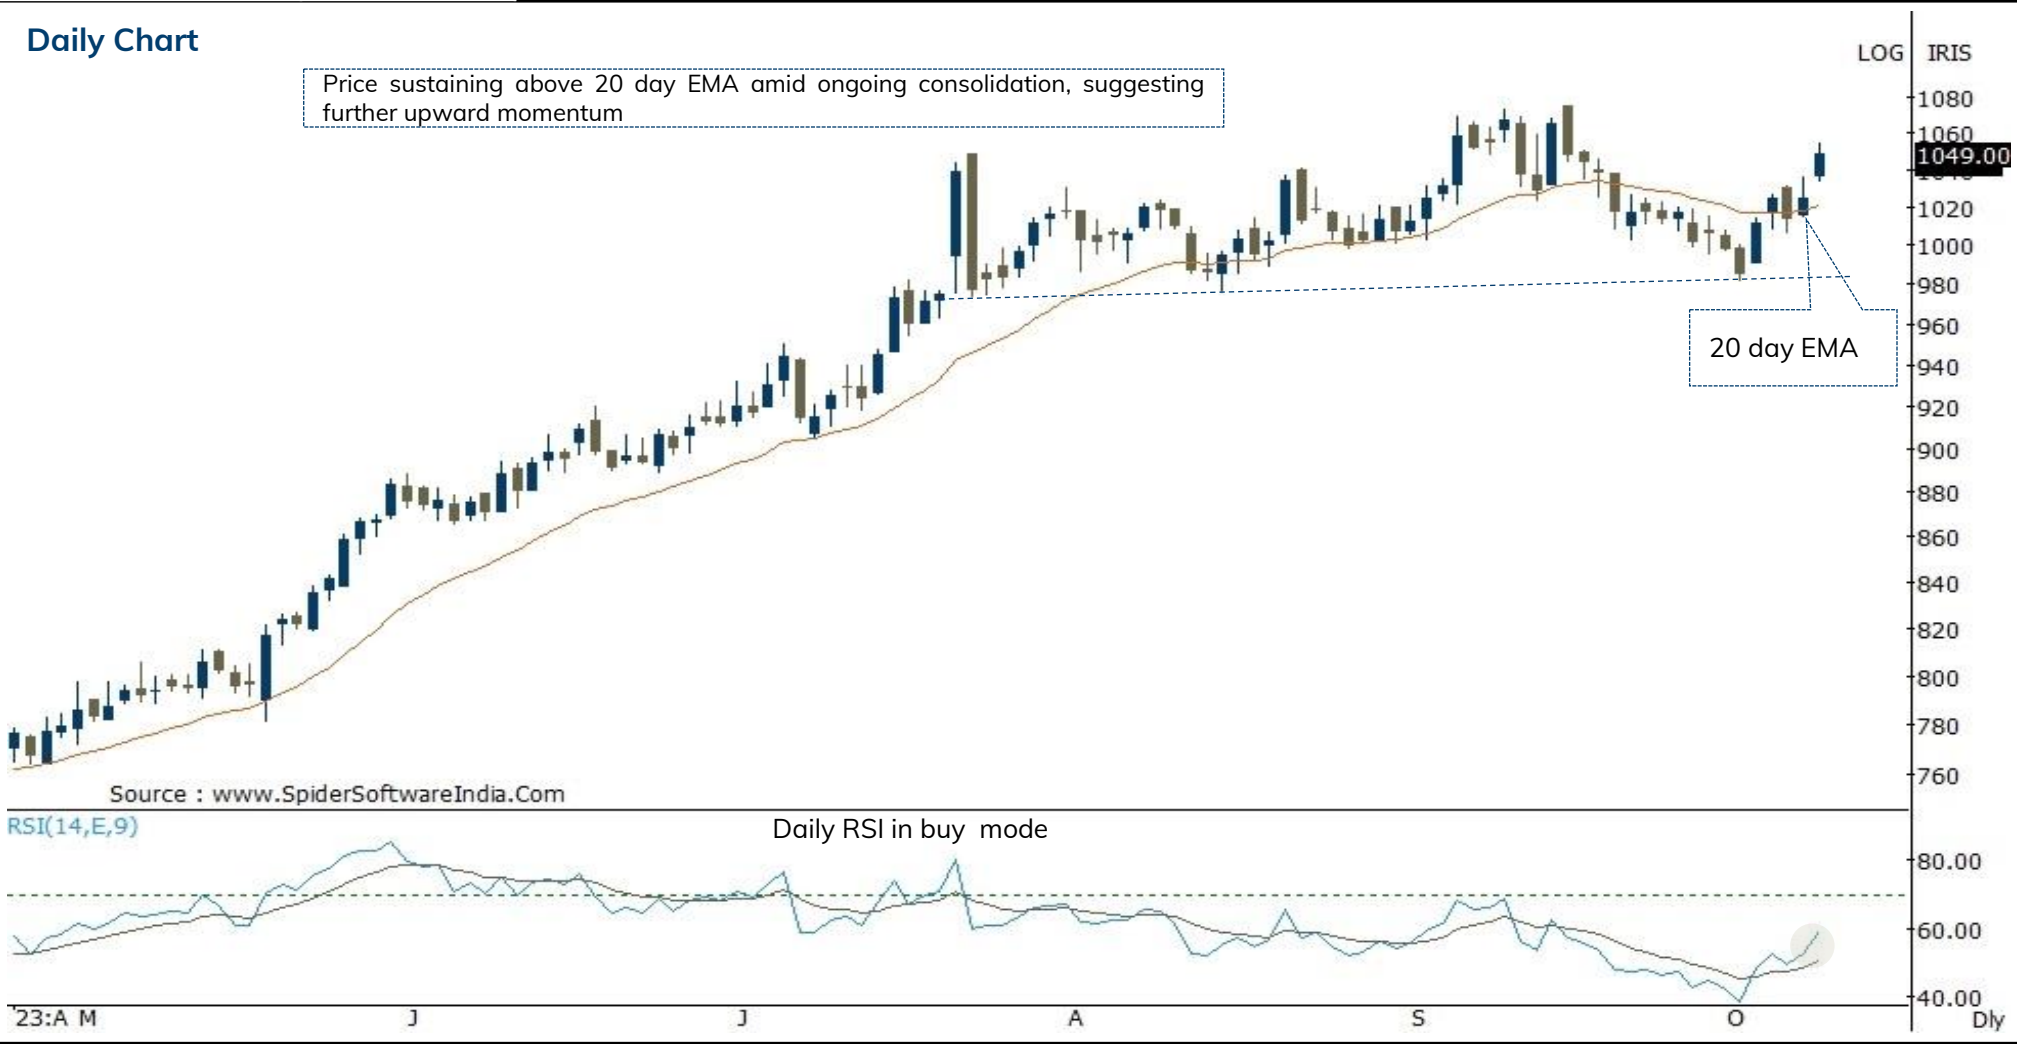 Daily Chart
LOG IRIS
Price sustaining above 20 day EMA amid ongoing consolidation, suggesting
further upward momentum
1080
1060
1049.00
1020
1000
980
960
20 day EMA
940
920
900
880
860
840
820
800
780
760
Source : www.SpiderSoftwareIndia.Com
RSI(14,E,9)
Daily RSI in buy mode
80.00
60.00
40.00
'23:A M J J A S O Dly